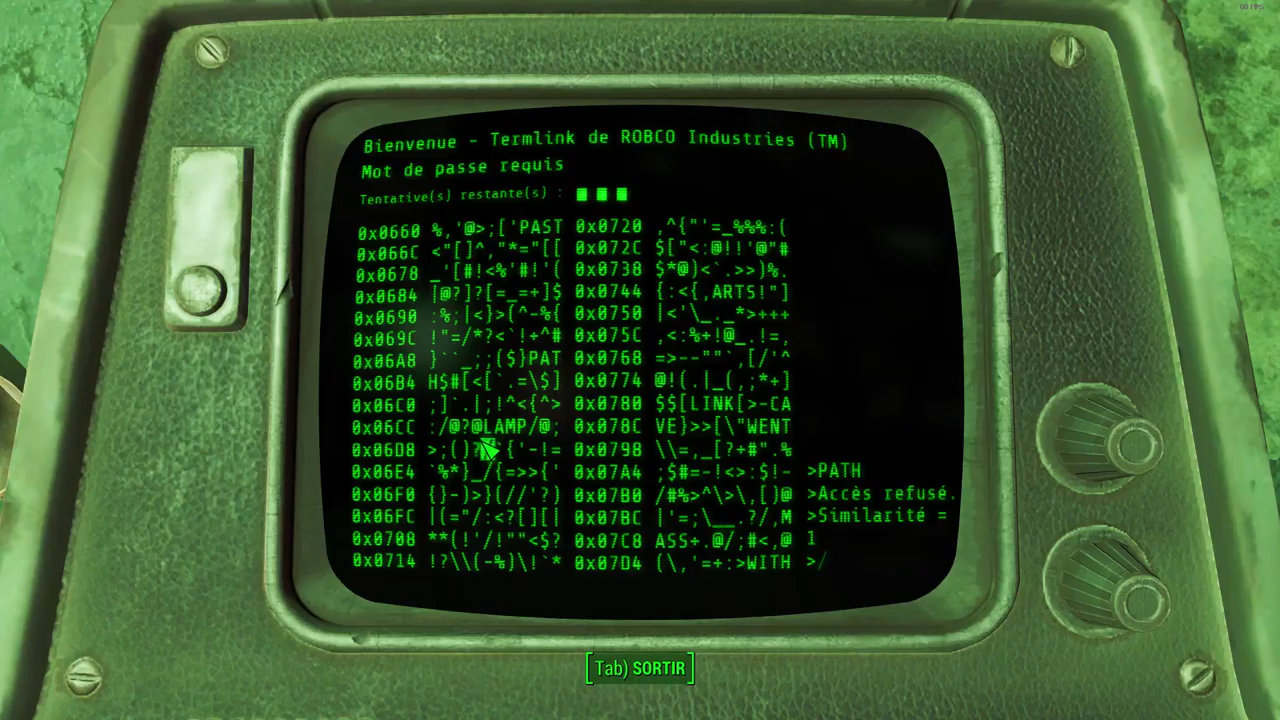 Bienvenue - Termlink de ROBCO Industries (TM)
Mot de passe requis
Tentative(s) restante(s) :
0x0660 %,'@>;['PAST 0x0720 ,^{"'=_%%%:(
0x066C <"[]^,"*="[[ 0x072C $["<:@!!'@"#
0x0678 _'[#!<%'#!'( 0x0738 $*@)<`.>>)%.
0x0684 |@?]?[=_=+]$ 0x0744 {:<{,ARTS!"]
0x0690 :%;|<}>(^-%{ 0x0750 |<'\_._*>+++
0x069C !"=/*?<`!+^# 0x075C ,<:%+!@_.!=,
0x06A8 }``_;;($}PAT 0x0768 =>--""`,[/'^
0x06B4 H$#[<[`.=\$] 0x0774 @!(.|_(,;*+]
0x06C0 ;]`.|;!^<{^> 0x0780 $$[LINK[>-CA
0x06CC :/@?@LAMP/@; 0x078C VE}>>[\"WENT
0x06D8 >;()? `{'-!= 0x0798 \\=,_[?+#".%
0x06E4 `%*}_/{=>>{' 0x07A4 ;$#=-!<>:$!- >PATH
0x06F0 {}-)>}(//'?) 0x07B0 /#%>^\>\,[)@ >Accès refusé.
0x06FC |(="/:<?[][| 0x07BC |'=;\__.?/,M >Similarité =
0x0708 **(!'/!""<$? 0x07C8 ASS+.@/;#<,@ 1
0x0714 !?\\(-%)\!`* 0x07D4 (\,'=+:>WITH >/
[Tab) SORTIR]